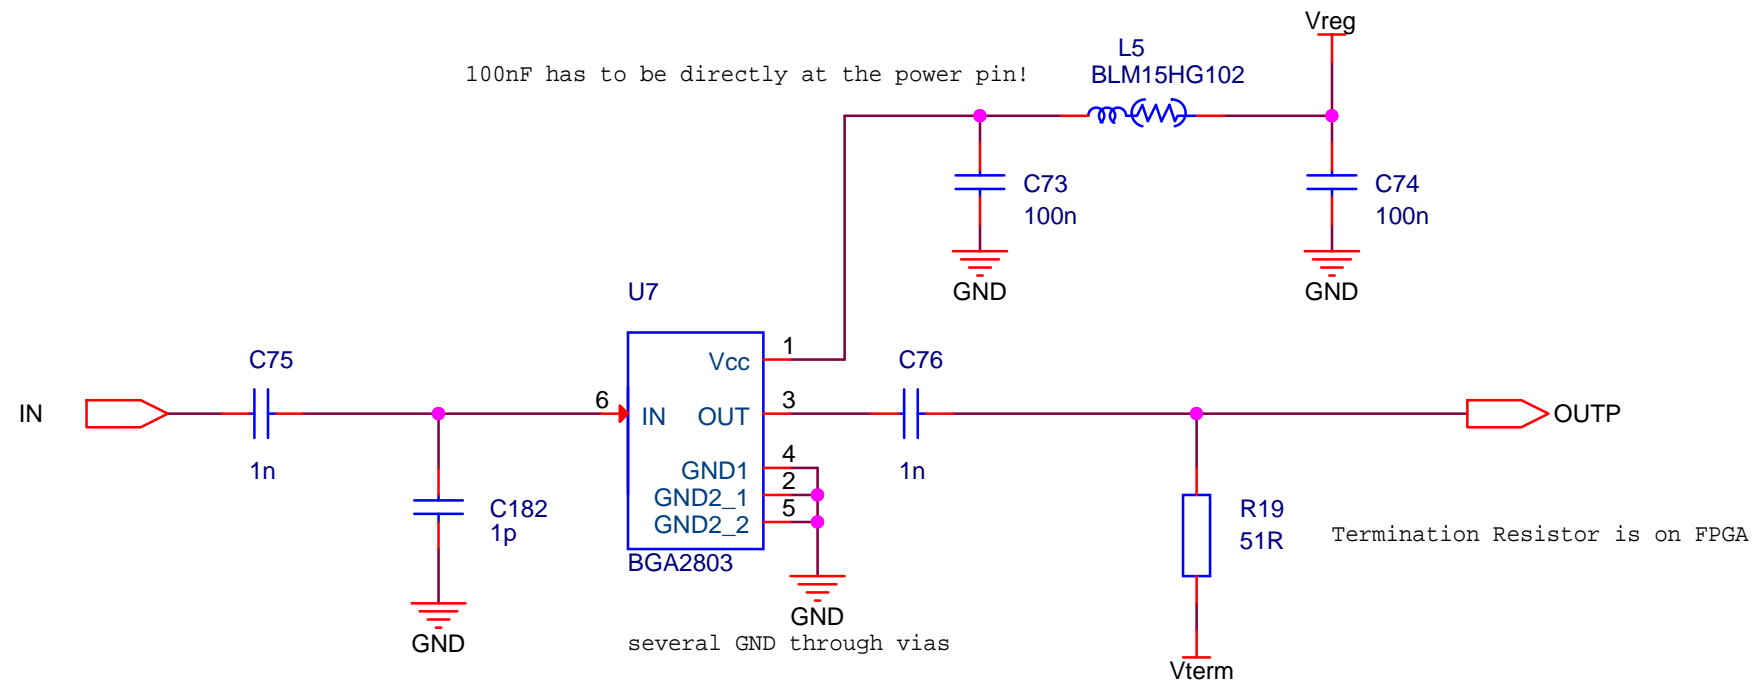 Vreg
L5
BLM15HG102
100nF has to be directly at the power pin!
C73
100n
C74
100n
GND
GND
U7
C75
Vcc
1
C76
IN
6
IN
OUT
3
OUTP
1n
1n
GND1
4
GND2_1
2
GND2_2
5
C182
1p
R19
51R
Termination Resistor is on FPGA
BGA2803
GND
GND
several GND through vias
Vterm